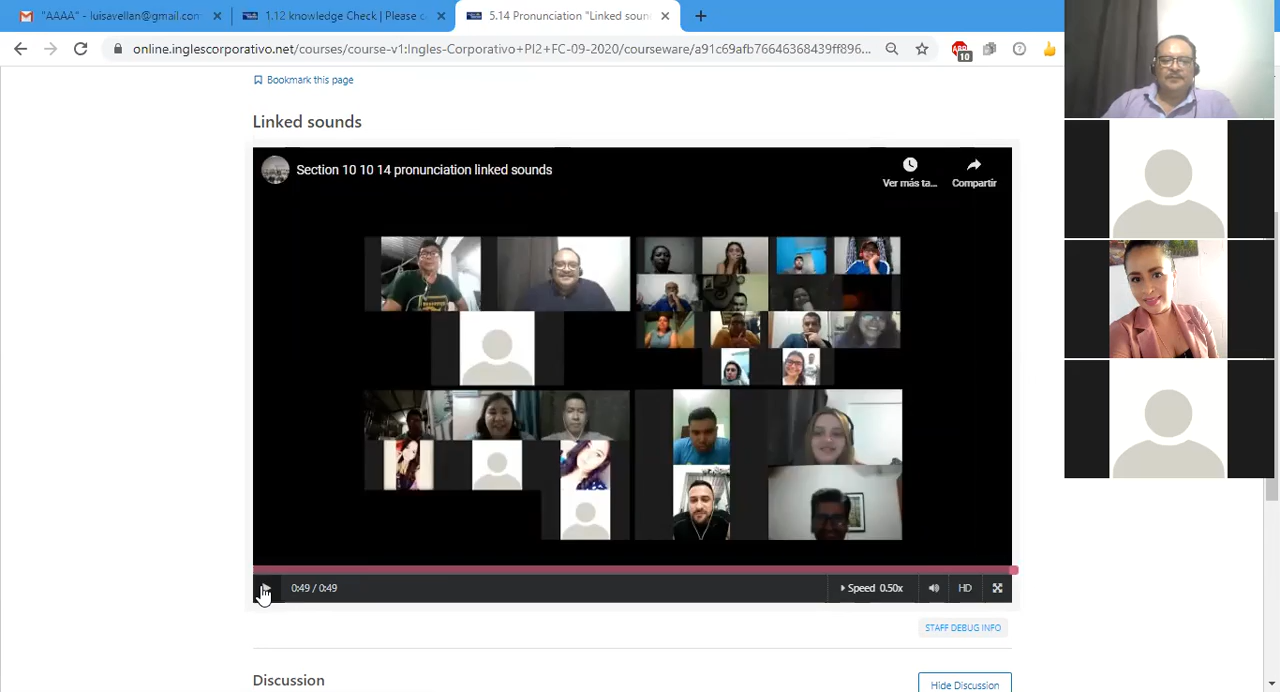 "AAAA" - luisavellan@gmail.com
1.12 knowledge Check | Please c
5.14 Pronunciation "Linked soun
online.inglescorporativo.net/courses/course-v1:Ingles-Corporativo+PI2+FC-09-2020/courseware/a91c69afb76646368439ff896...
10
Bookmark this page
Linked sounds
Section 10 10 14 pronunciation linked sounds
Ver más ta...
Compartir
0:49 / 0:49
Speed 0.50x
HD
STAFF DEBUG INFO
Discussion
Hide Discussion